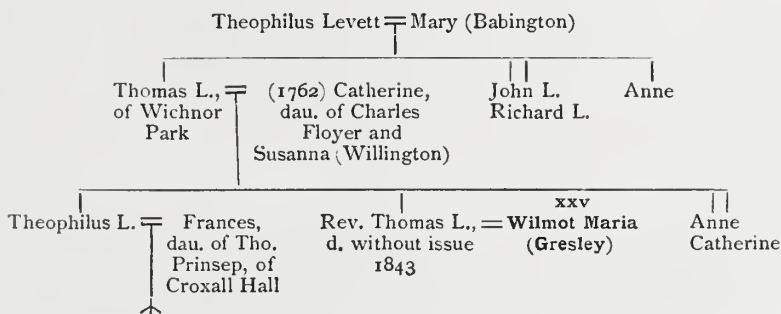 Theophilus Levett = Mary (Babington)
Thomas L., = (1762) Catherine, John L. Anne
of Wichnor dau. of Charles Richard L.
Park Floyer and
Susanna (Willington)
xxv
Theophilus L. = Frances, Rev. Thomas L., = Wilmot Maria Anne
dau. of Tho. d. without issue (Gresley) Catherine
Prinsep, of 1843
Croxall Hall